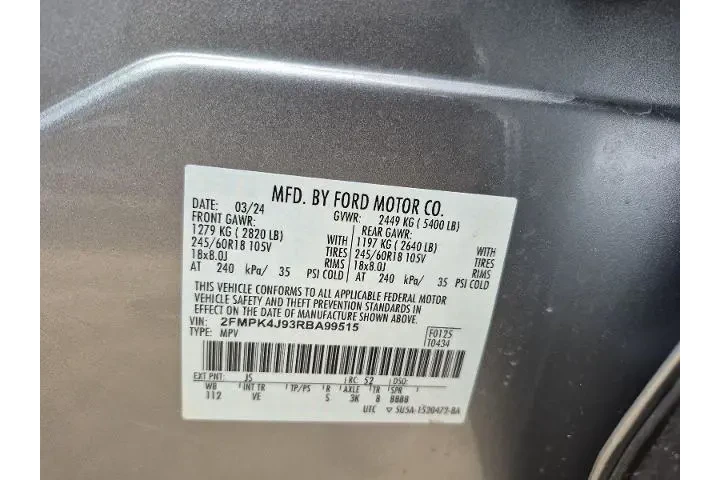 MFD. BY FORD MOTOR CO.
DATE: 03/24 GVWR: 2449 KG ( 5400 LB)
FRONT GAWR: REAR GAWR:
1279 KG ( 2820 LB) WITH 1197 KG ( 2640 LB) WITH
245/60R18 105V TIRES 245/60R18 105V TIRES
18x8.0J RIMS 18x8.0J RIMS
AT 240 kPa/ 35 PSI COLD AT 240 kPa/ 35 PSI COLD
THIS VEHICLE CONFORMS TO ALL APPLICABLE FEDERAL MOTOR
VEHICLE SAFETY AND THEFT PREVENTION STANDARDS IN
EFFECT ON THE DATE OF MANUFACTURE SHOWN ABOVE.
VIN: 2FMPK4J93RBA99515 F0125
TYPE: MPV T0434
EXT PNT: JS RC: 52 DSO:
WB INT TR TP/PS R AXLE TR SPR
112 VE S 3K 8 8888
UTC ▽ 5U5A-1520472-BA